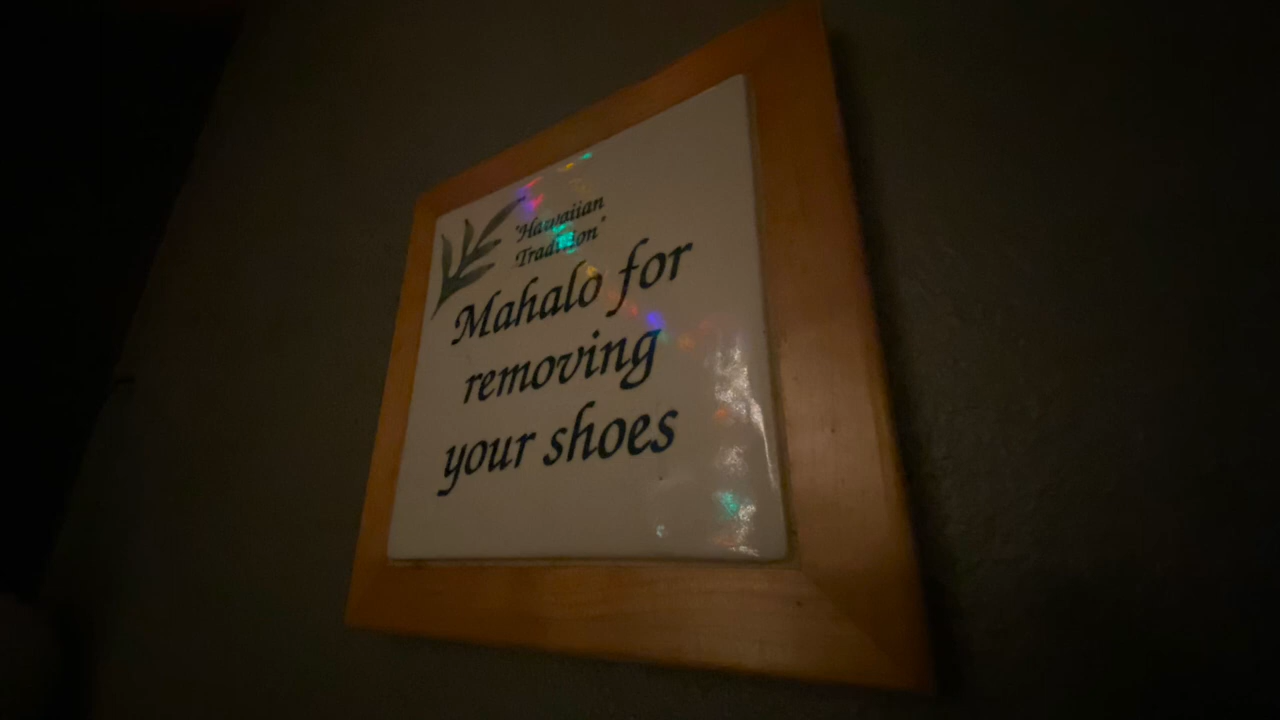 "Hawaiian
Tradition"
Mahalo for
removing
your shoes